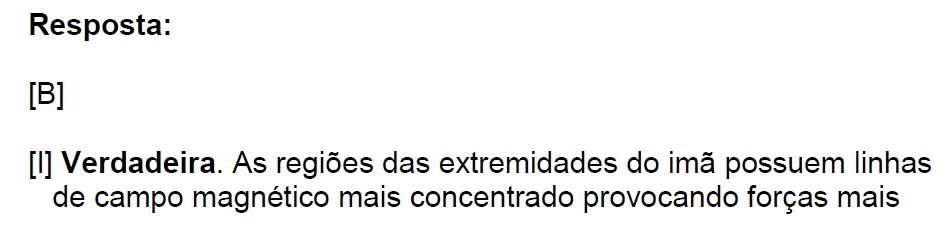 Resposta:
[B]
[I] Verdadeira. As regiões das extremidades do imã possuem linhas
de campo magnético mais concentrado provocando forças mais